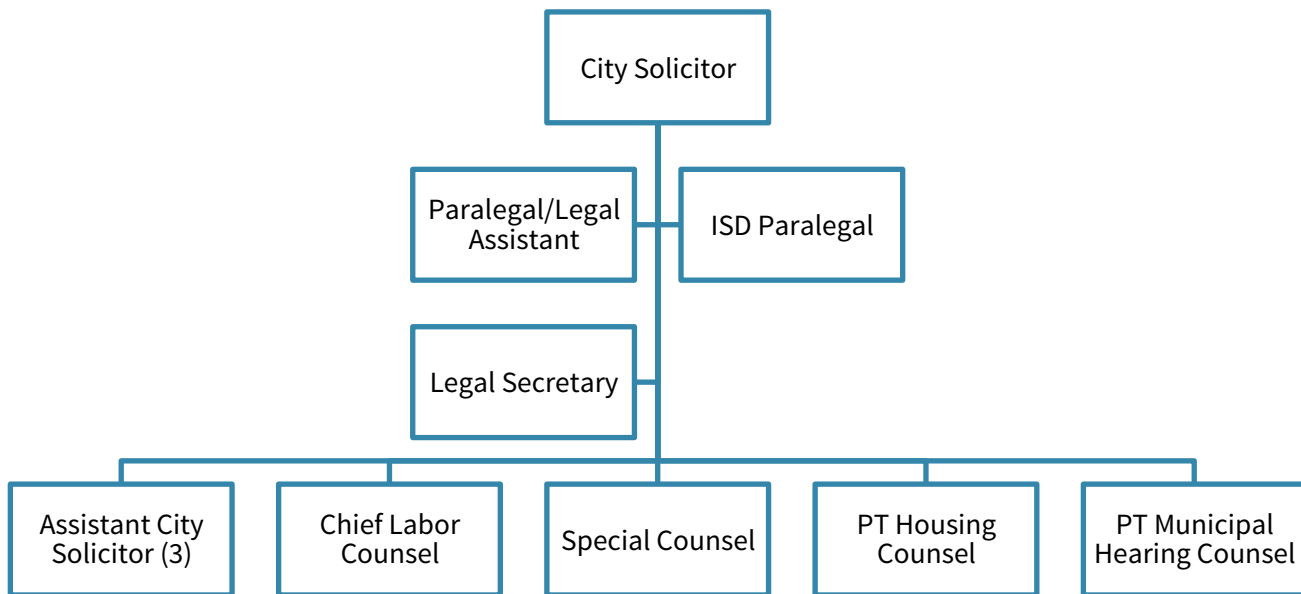 City Solicitor
Paralegal/Legal
Assistant
ISD Paralegal
Legal Secretary
Assistant City
Solicitor (3)
Chief Labor
Counsel
Special Counsel
PT Housing
Counsel
PT Municipal
Hearing Counsel